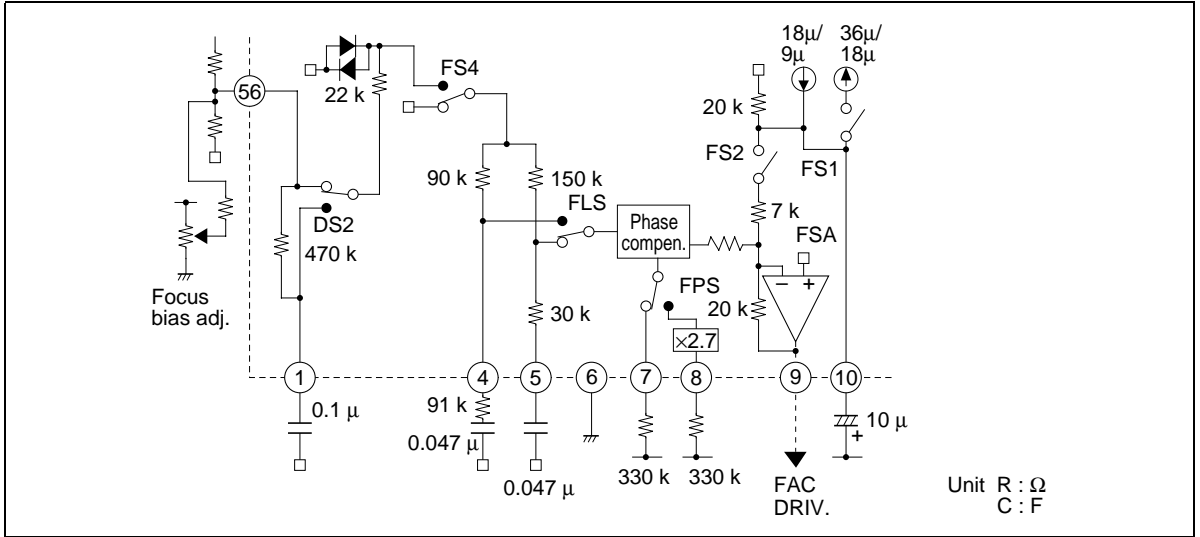 18μ/
9μ
36μ/
18μ
FS4
56
22 k
20 k
FS2
FS1
90 k
150 k
FLS
DS2
7 k
Phase
compen.
FSA
470 k
− +
Focus
bias adj.
FPS
20 k
30 k
×2.7
1
4
5
6
7
8
9
10
0.1 μ
91 k
10 μ
+
0.047 μ
0.047 μ
330 k
330 k
FAC
DRIV.
Unit R : Ω
C : F